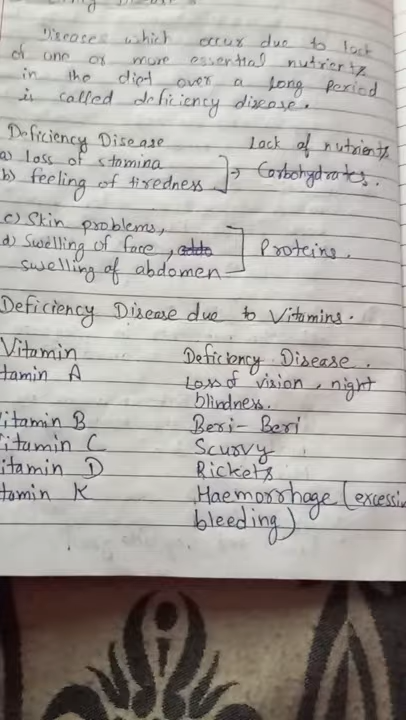 Diseases which occur due to lack
of one or more essential nutrients
in the diet over a long period
is called deficiency disease.
Deficiency Disease Lack of nutrients
a) Loss of stamina
b) feeling of tiredness → Carbohydrates.
c) Skin problems,
d) Swelling of face, Proteins.
swelling of abdomen
Deficiency Disease due to Vitamins.
Vitamin Deficiency Disease.
tamin A Loss of vision, night
blindness.
itamin B Beri-Beri
itamin C Scurvy
itamin D Rickets
tamin K Haemorrhage (excessiv
bleeding)